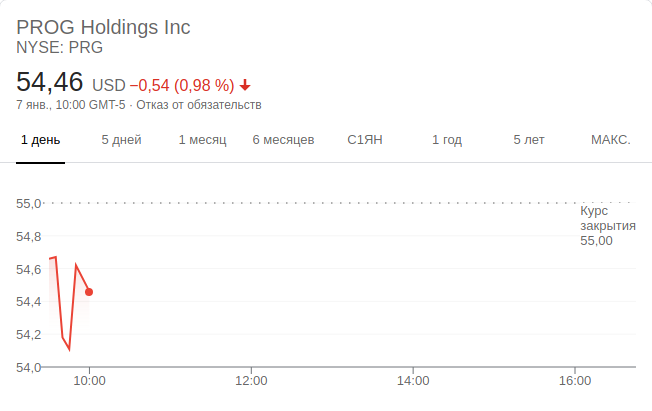 PROG Holdings Inc
NYSE: PRG
54,46 USD −0,54 (0,98 %)
7 янв., 10:00 GMT-5 · Отказ от обязательств
1 день 5 дней 1 месяц 6 месяцев С1ЯН 1 год 5 лет МАКС.
55,0
Курс
закрытия
55,00
54,8
54,6
54,4
54,2
54,0
10:00 12:00 14:00 16:00